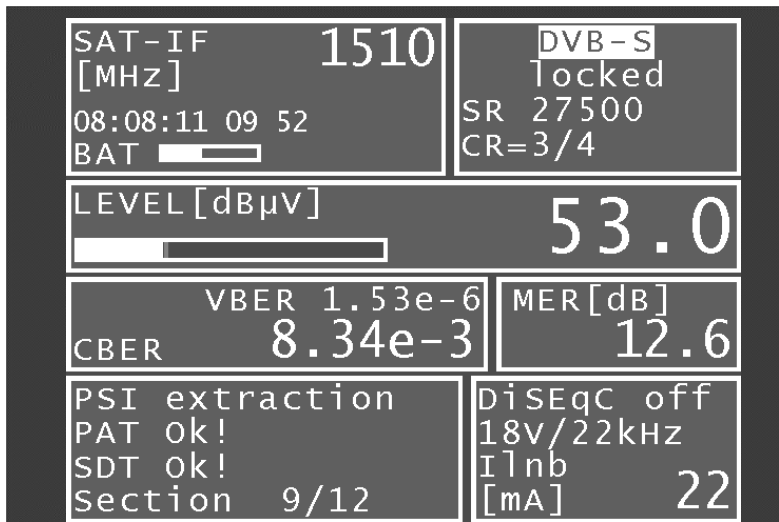 SAT-IF 1510
[MHz]
08:08:11 09 52
BAT
DVB-S
locked
SR 27500
CR=3/4
LEVEL[dBµV] 53.0
VBER 1.53e-6
CBER 8.34e-3
MER[dB]
12.6
PSI extraction
PAT Ok!
SDT Ok!
Section 9/12
DiSEqC off
18V/22kHz
Ilnb
[mA] 22